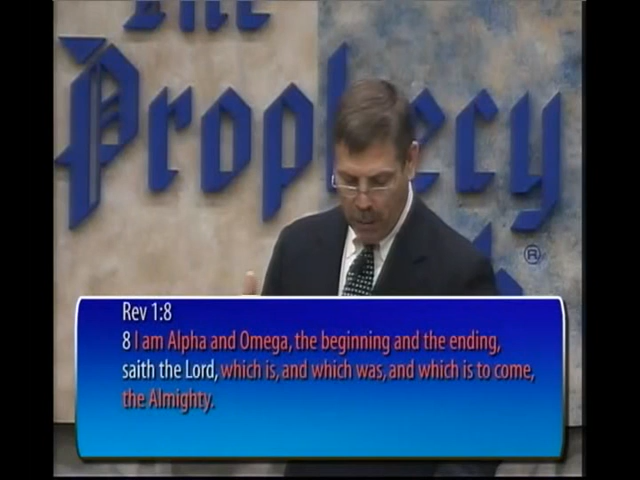 The
Prophecy
®
Rev 1:8
8 I am Alpha and Omega, the beginning and the ending,
saith the Lord, which is, and which was, and which is to come,
the Almighty.